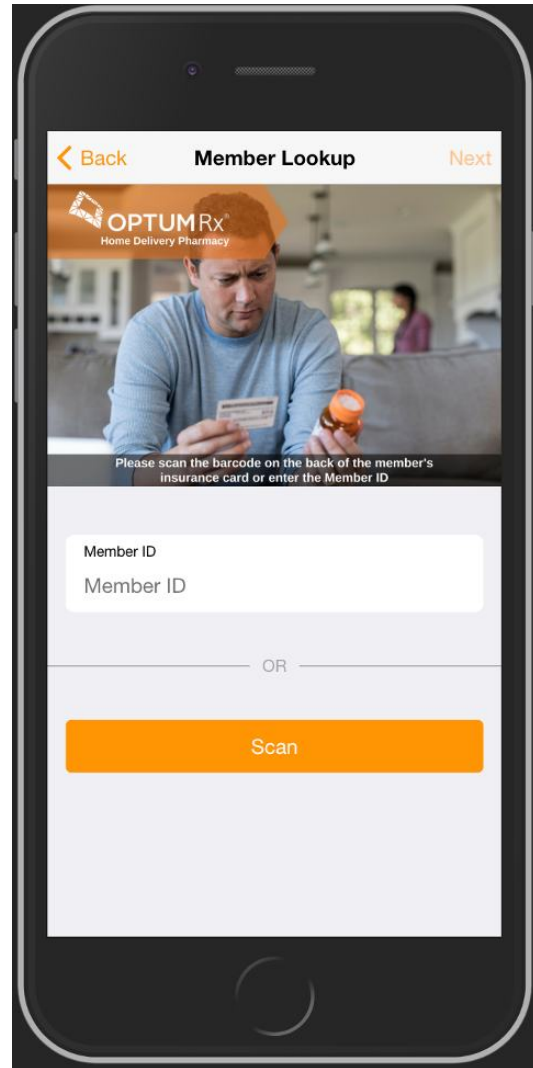 Back Member Lookup Next
OPTUMRx®
Home Delivery Pharmacy
Please scan the barcode on the back of the member's
insurance card or enter the Member ID
Member ID
Member ID
OR
Scan